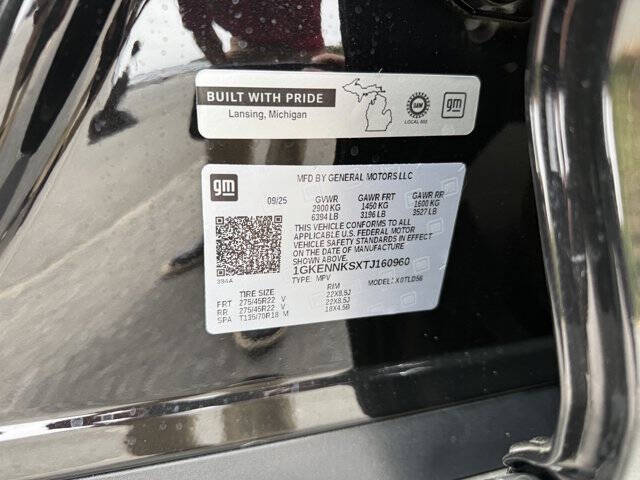 BUILT WITH PRIDE
Lansing, Michigan
UAW
LOCAL 602
gm
gm
MFD BY GENERAL MOTORS LLC
09/25 GVWR GAWR FRT GAWR RR
2900 KG 1450 KG 1600 KG
6394 LB 3196 LB 3527 LB
THIS VEHICLE CONFORMS TO ALL
APPLICABLE U.S. FEDERAL MOTOR
VEHICLE SAFETY STANDARDS IN
EFFECT ON THE DATE OF
MANUFACTURE SHOWN ABOVE.
1GKENNKSXTJ160960
TYPE: MPV MODEL:
TIRE SIZE RIM
FRT 275/45R22 V 22X8.5J
RR 275/45R22 V 22X8.5J
SPA T135/70R18 M 18X4.5B